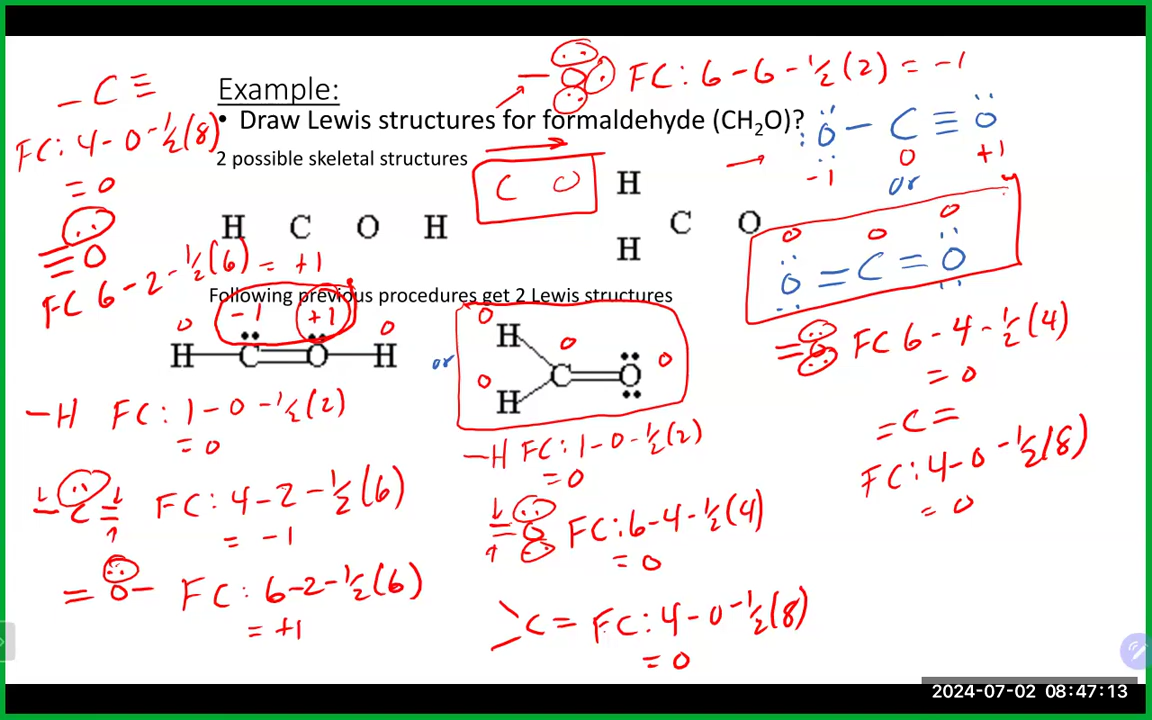 Example:
• Draw Lewis structures for formaldehyde (CH₂O)?
2 possible skeletal structures
H C O H
H
C O
H
Following previous procedures get 2 Lewis structures
H C O H
or
H
C O
H
– C ≡
FC: 4 – 0 – ½(8)
= 0
≡ O
FC 6 – 2 – ½(6) = +1
– O FC: 6 – 6 – ½(2) = –1
C O
O – C ≡ O
–1 0 +1
or
0 0 0
O = C = O
0 –1 +1 0
0 0 0 0
– H FC: 1 – 0 – ½(2)
= 0
– C = FC: 4 – 2 – ½(6)
= –1
= O – FC: 6 – 2 – ½(6)
= +1
– H FC: 1 – 0 – ½(2)
= 0
= O FC: 6 – 4 – ½(4)
= 0
> C = FC: 4 – 0 – ½(8)
= 0
= O FC 6 – 4 – ½(4)
= 0
= C =
FC: 4 – 0 – ½(8)
= 0
2024-07-02 08:47:13